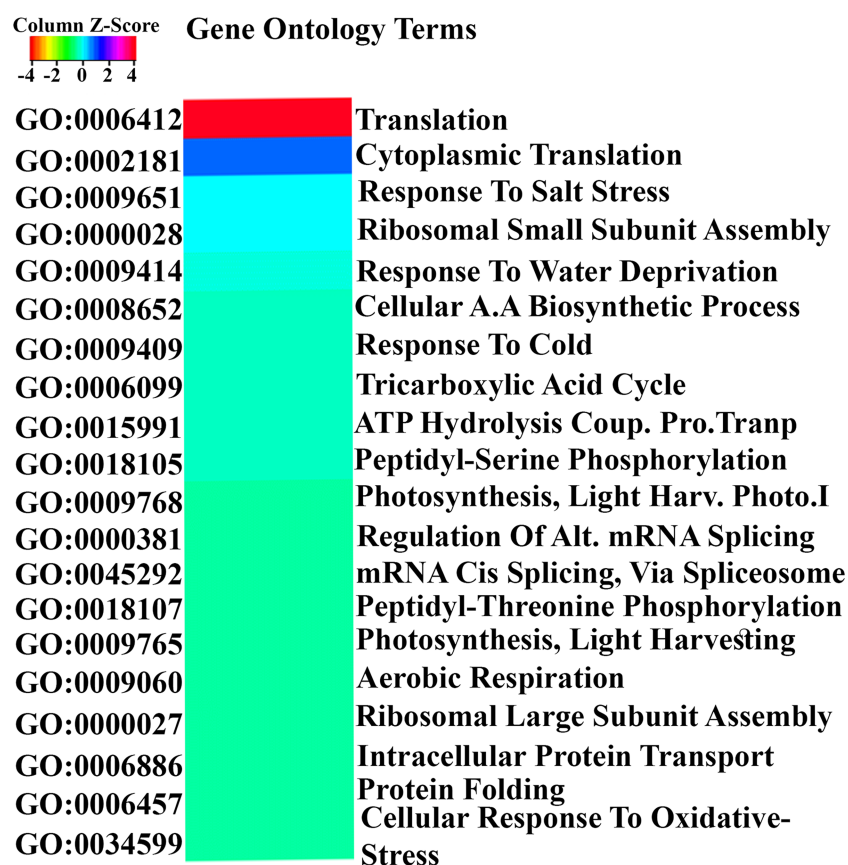 Column Z-Score
Gene Ontology Terms
-4 -2 0 2 4
GO:0006412 Translation
GO:0002181 Cytoplasmic Translation
GO:0009651 Response To Salt Stress
GO:0000028 Ribosomal Small Subunit Assembly
GO:0009414 Response To Water Deprivation
GO:0008652 Cellular A.A Biosynthetic Process
GO:0009409 Response To Cold
GO:0006099 Tricarboxylic Acid Cycle
GO:0015991 ATP Hydrolysis Coup. Pro.Tranp
GO:0018105 Peptidyl-Serine Phosphorylation
GO:0009768 Photosynthesis, Light Harv. Photo.I
GO:0000381 Regulation Of Alt. mRNA Splicing
GO:0045292 mRNA Cis Splicing, Via Spliceosome
GO:0018107 Peptidyl-Threonine Phosphorylation
GO:0009765 Photosynthesis, Light Harvesting
GO:0009060 Aerobic Respiration
GO:0000027 Ribosomal Large Subunit Assembly
GO:0006886 Intracellular Protein Transport
GO:0006457 Protein Folding
GO:0034599 Cellular Response To Oxidative-
Stress